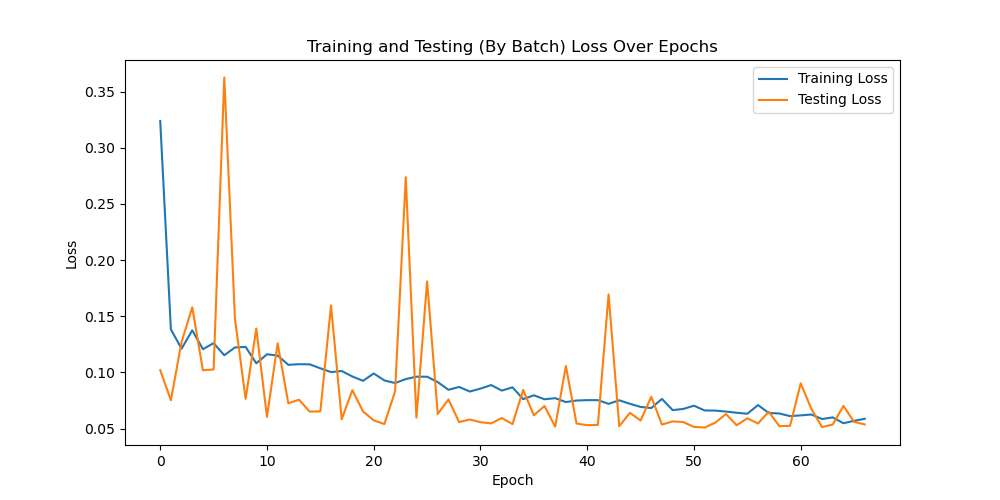 Training and Testing (By Batch) Loss Over Epochs
Training Loss
Testing Loss
Loss
0.35
0.30
0.25
0.20
0.15
0.10
0.05
0 10 20 30 40 50 60
Epoch